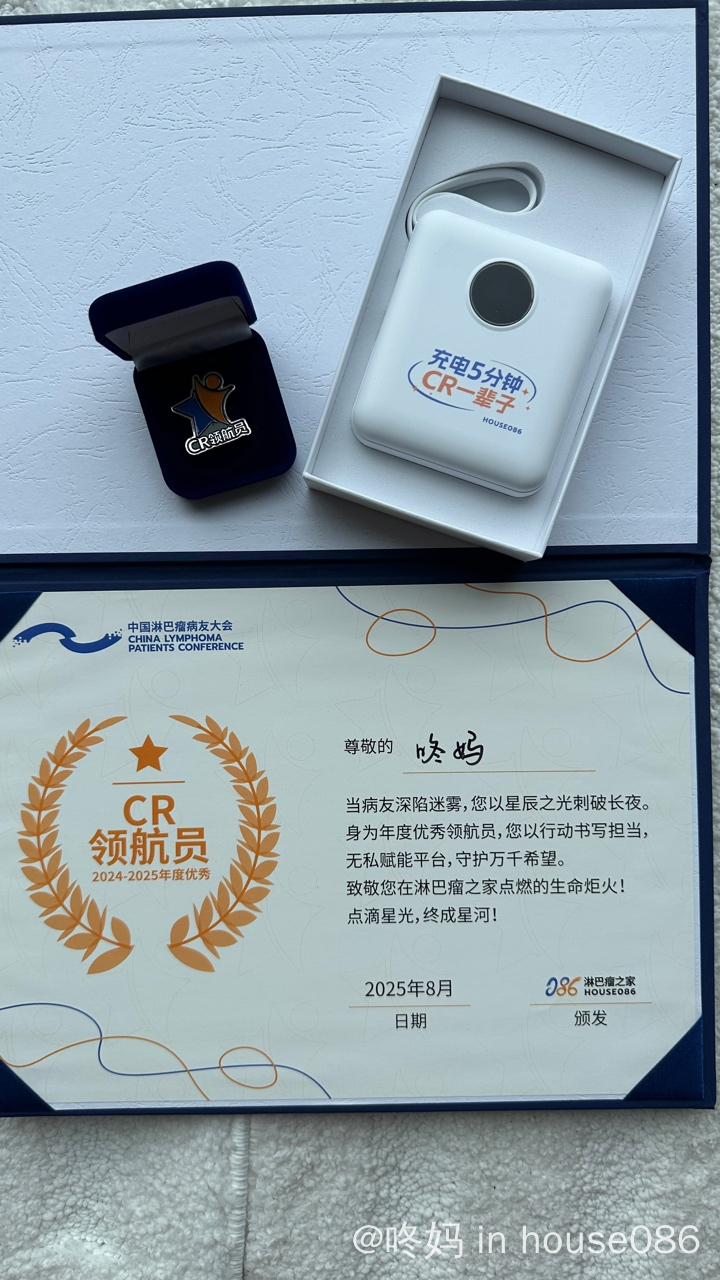 充电5分钟
CR一辈子
HOUSE086
CR领航员
中国淋巴瘤病友大会
CHINA LYMPHOMA
PATIENTS CONFERENCE
CR
领航员
2024-2025年度优秀
尊敬的 咚妈
当病友深陷迷雾,您以星辰之光刺破长夜。
身为年度优秀领航员,您以行动书写担当,
无私赋能平台,守护万千希望。
致敬您在淋巴瘤之家点燃的生命炬火!
点滴星光,终成星河!
2025年8月
日期
086 淋巴瘤之家
HOUSE086
颁发
@咚妈 in house086